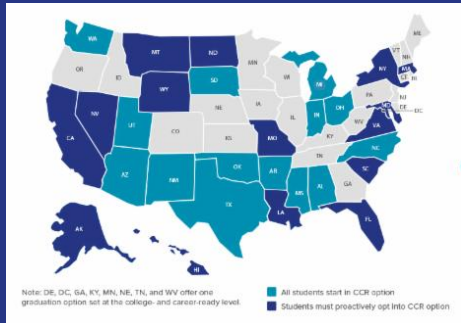 WA
MT
ND
MN
VT
ME
OR
ID
SD
WI
MI
NY
MA
WY
RI
NV
NE
IA
PA
NJ
CA
UT
CO
KS
MO
IL
IN
OH
WV
VA
MD
DE
DC
KY
NC
AZ
NM
OK
AR
TN
SC
TX
LA
MS
AL
GA
FL
AK
HI
Note: DE, DC, GA, KY, MN, NE, TN, and WV offer one
graduation option set at the college- and career-ready level.
All students start in CCR option
Students must proactively opt into CCR option